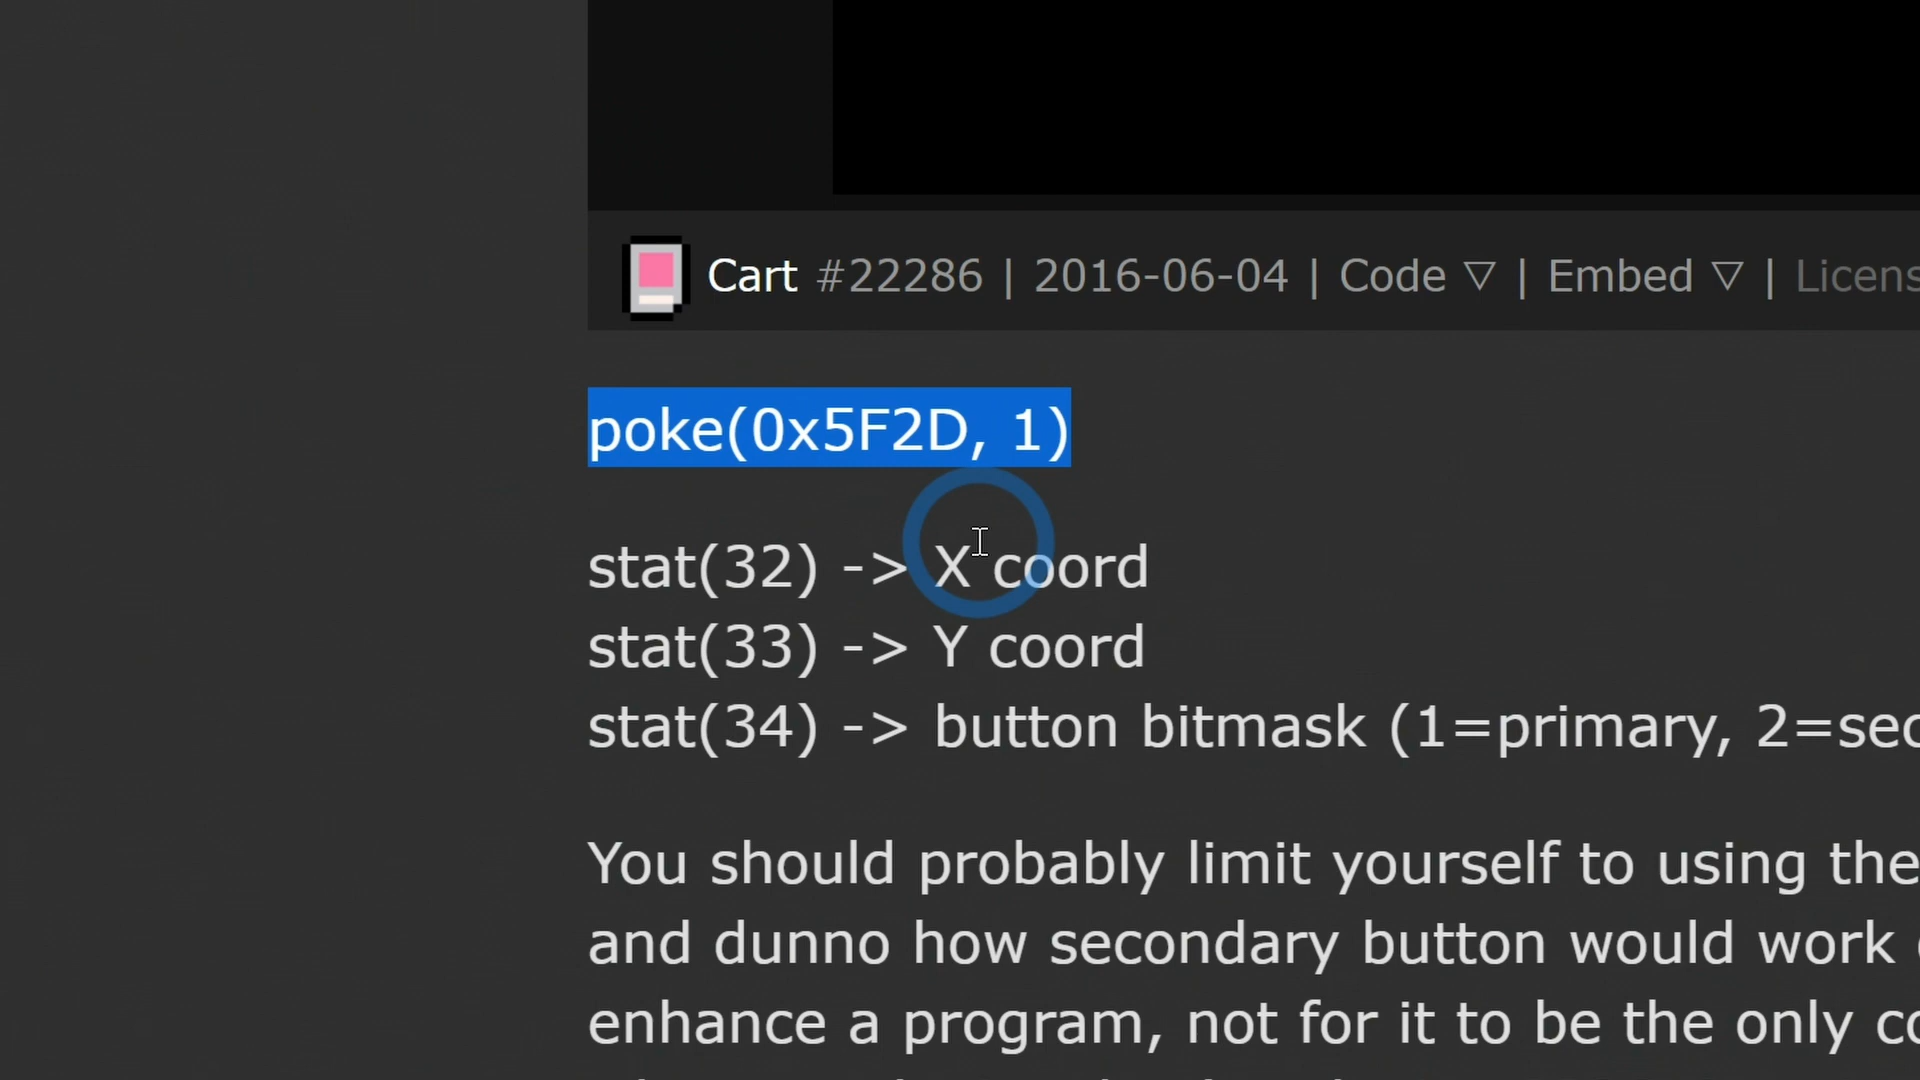 Cart #22286 | 2016-06-04 | Code ▽ | Embed ▽ |
poke(0x5F2D, 1)
stat(32) -> X coord
stat(33) -> Y coord
stat(34) -> button bitmask (1=primary, 2=sec
You should probably limit yourself to using the
and dunno how secondary button would work
enhance a program, not for it to be the only